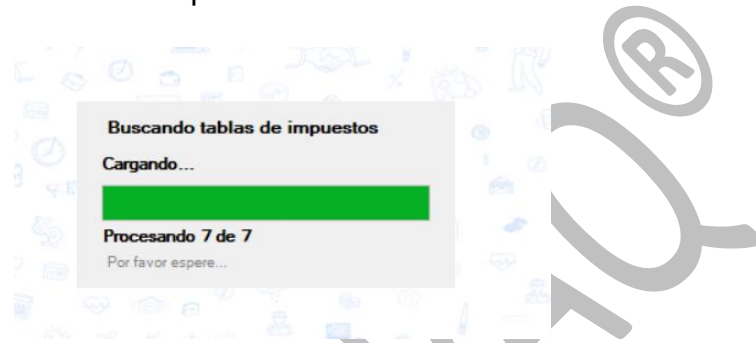 Buscando tablas de impuestos
Cargando...
Procesando 7 de 7
Por favor espere...
®